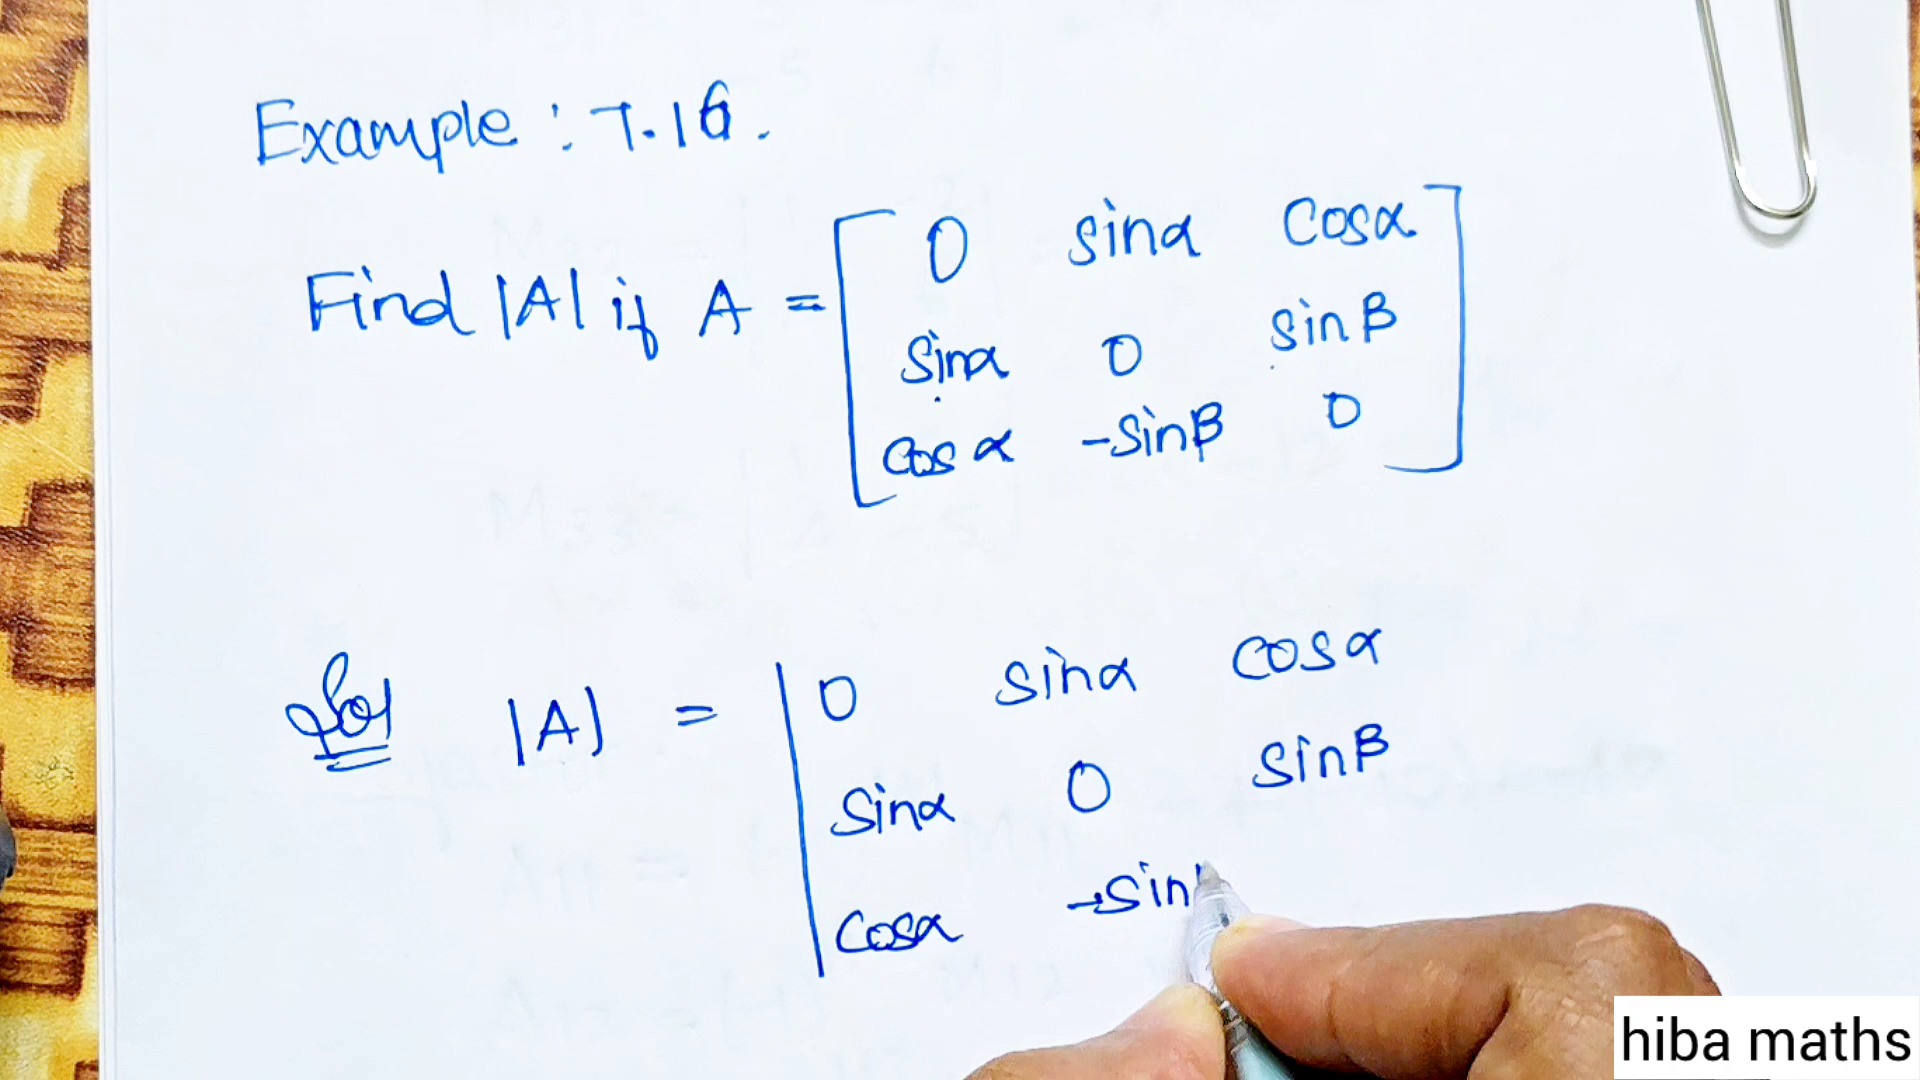 Example : 7.16.
Find |A| if A = [ 0 sinα cosα
sinα 0 sinβ
cosα -sinβ 0 ]
Sol |A| = | 0 sinα cosα
sinα 0 sinβ
cosα -sin
hiba maths